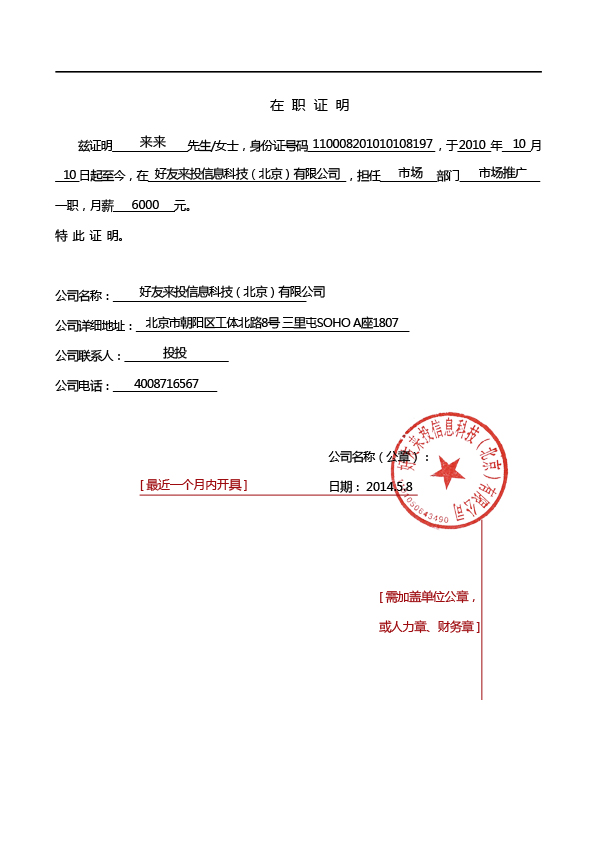 在 职 证 明
兹证明 来来 先生/女士，身份证号码 110008201010108197，于2010 年 10 月
10 日起至今，在 好友来投信息科技（北京）有限公司，担任 市场 部门 市场推广
一职，月薪 6000 元。
特 此 证 明。
公司名称： 好友来投信息科技（北京）有限公司
公司详细地址： 北京市朝阳区工体北路8号 三里屯SOHO A座1807
公司联系人： 投投
公司电话： 4008716567
公司名称（公章）：
好友来投信息科技（北京）有限公司
[ 最近一个月内开具 ]
日期： 2014.5.8
[ 需加盖单位公章，
或人力章、财务章 ]